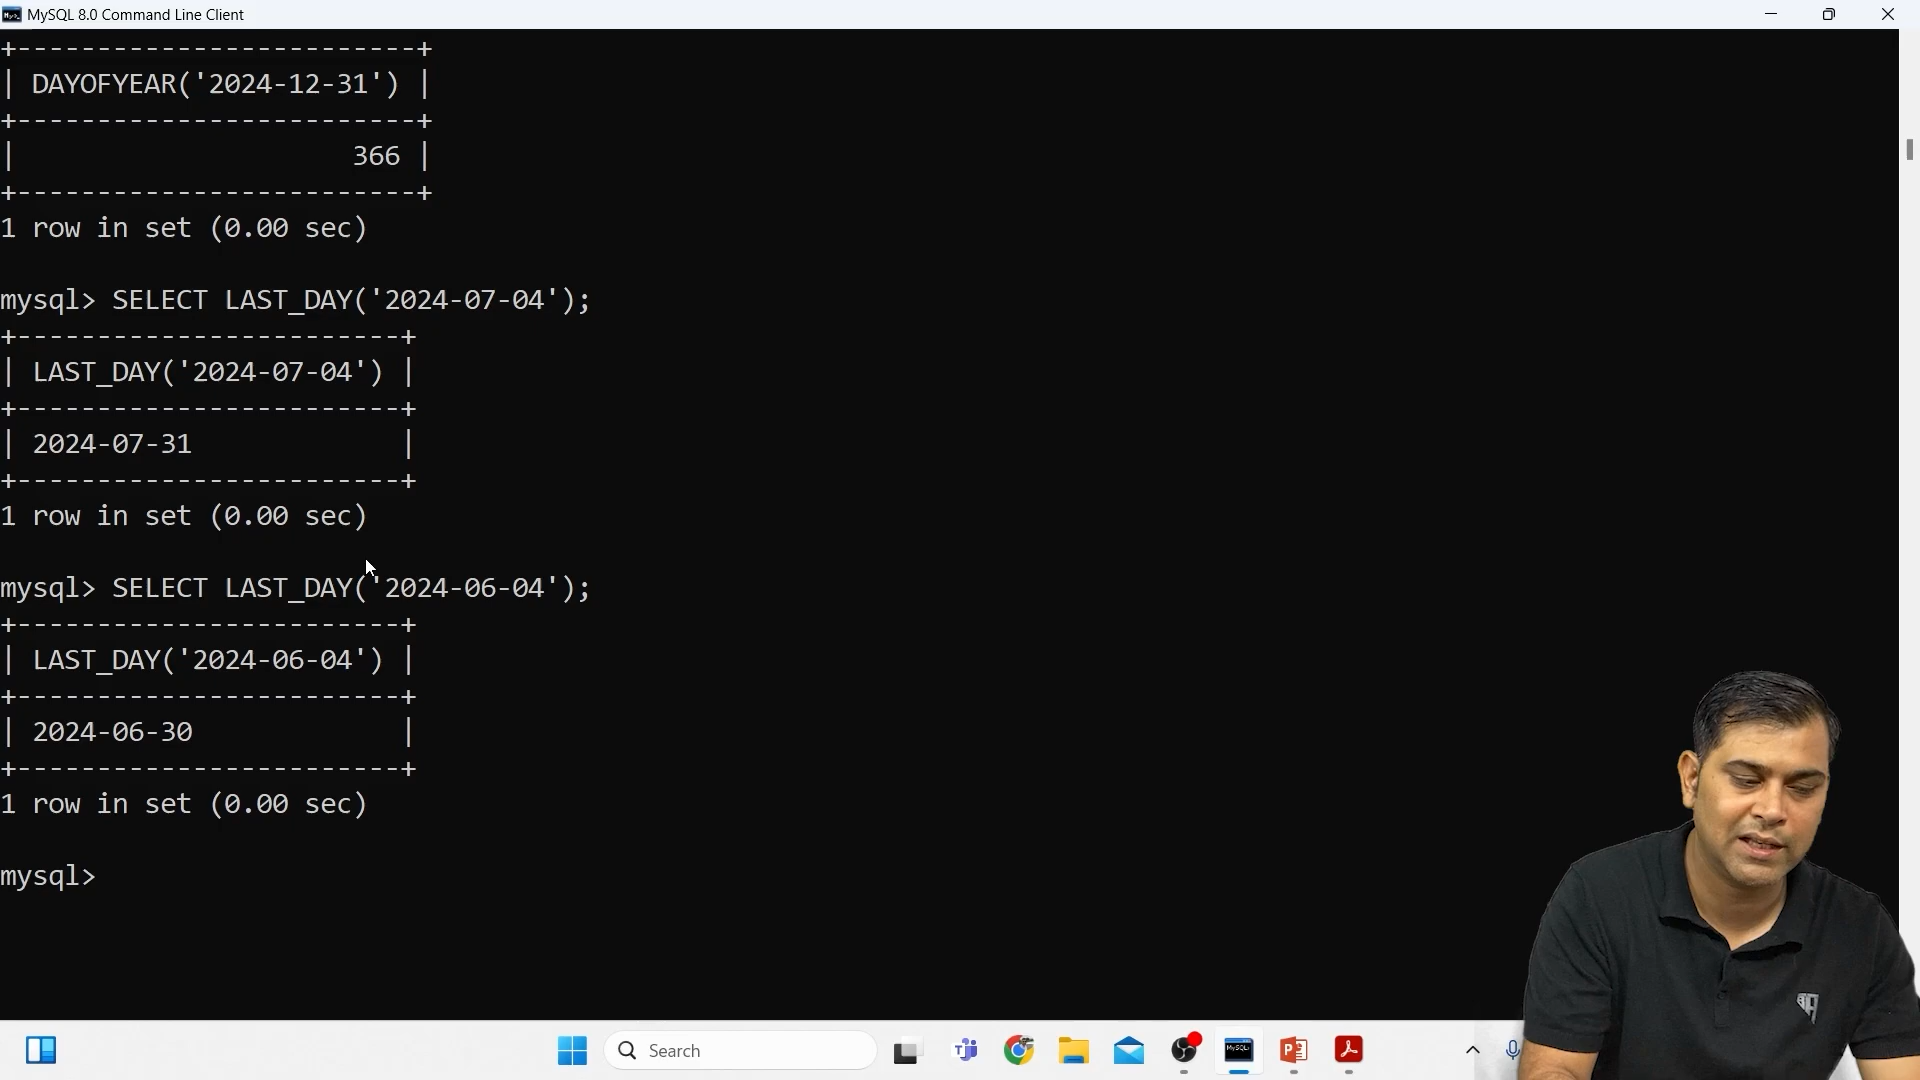 MySQL 8.0 Command Line Client
+-------------------------+
| DAYOFYEAR('2024-12-31') |
+-------------------------+
|                     366 |
+-------------------------+
1 row in set (0.00 sec)
mysql> SELECT LAST_DAY('2024-07-04');
+------------------------+
| LAST_DAY('2024-07-04') |
+------------------------+
| 2024-07-31             |
+------------------------+
1 row in set (0.00 sec)
mysql> SELECT LAST_DAY('2024-06-04');
+------------------------+
| LAST_DAY('2024-06-04') |
+------------------------+
| 2024-06-30             |
+------------------------+
1 row in set (0.00 sec)
mysql>
Search